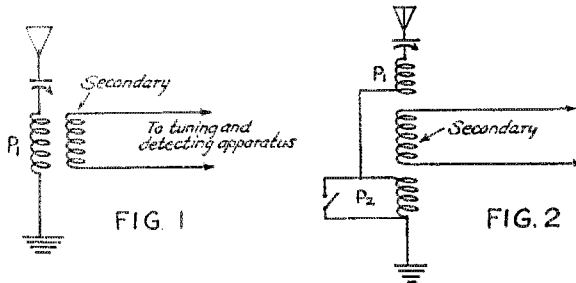 Secondary
P1
To tuning and
detecting apparatus
FIG. 1
P1
Secondary
P2
FIG. 2